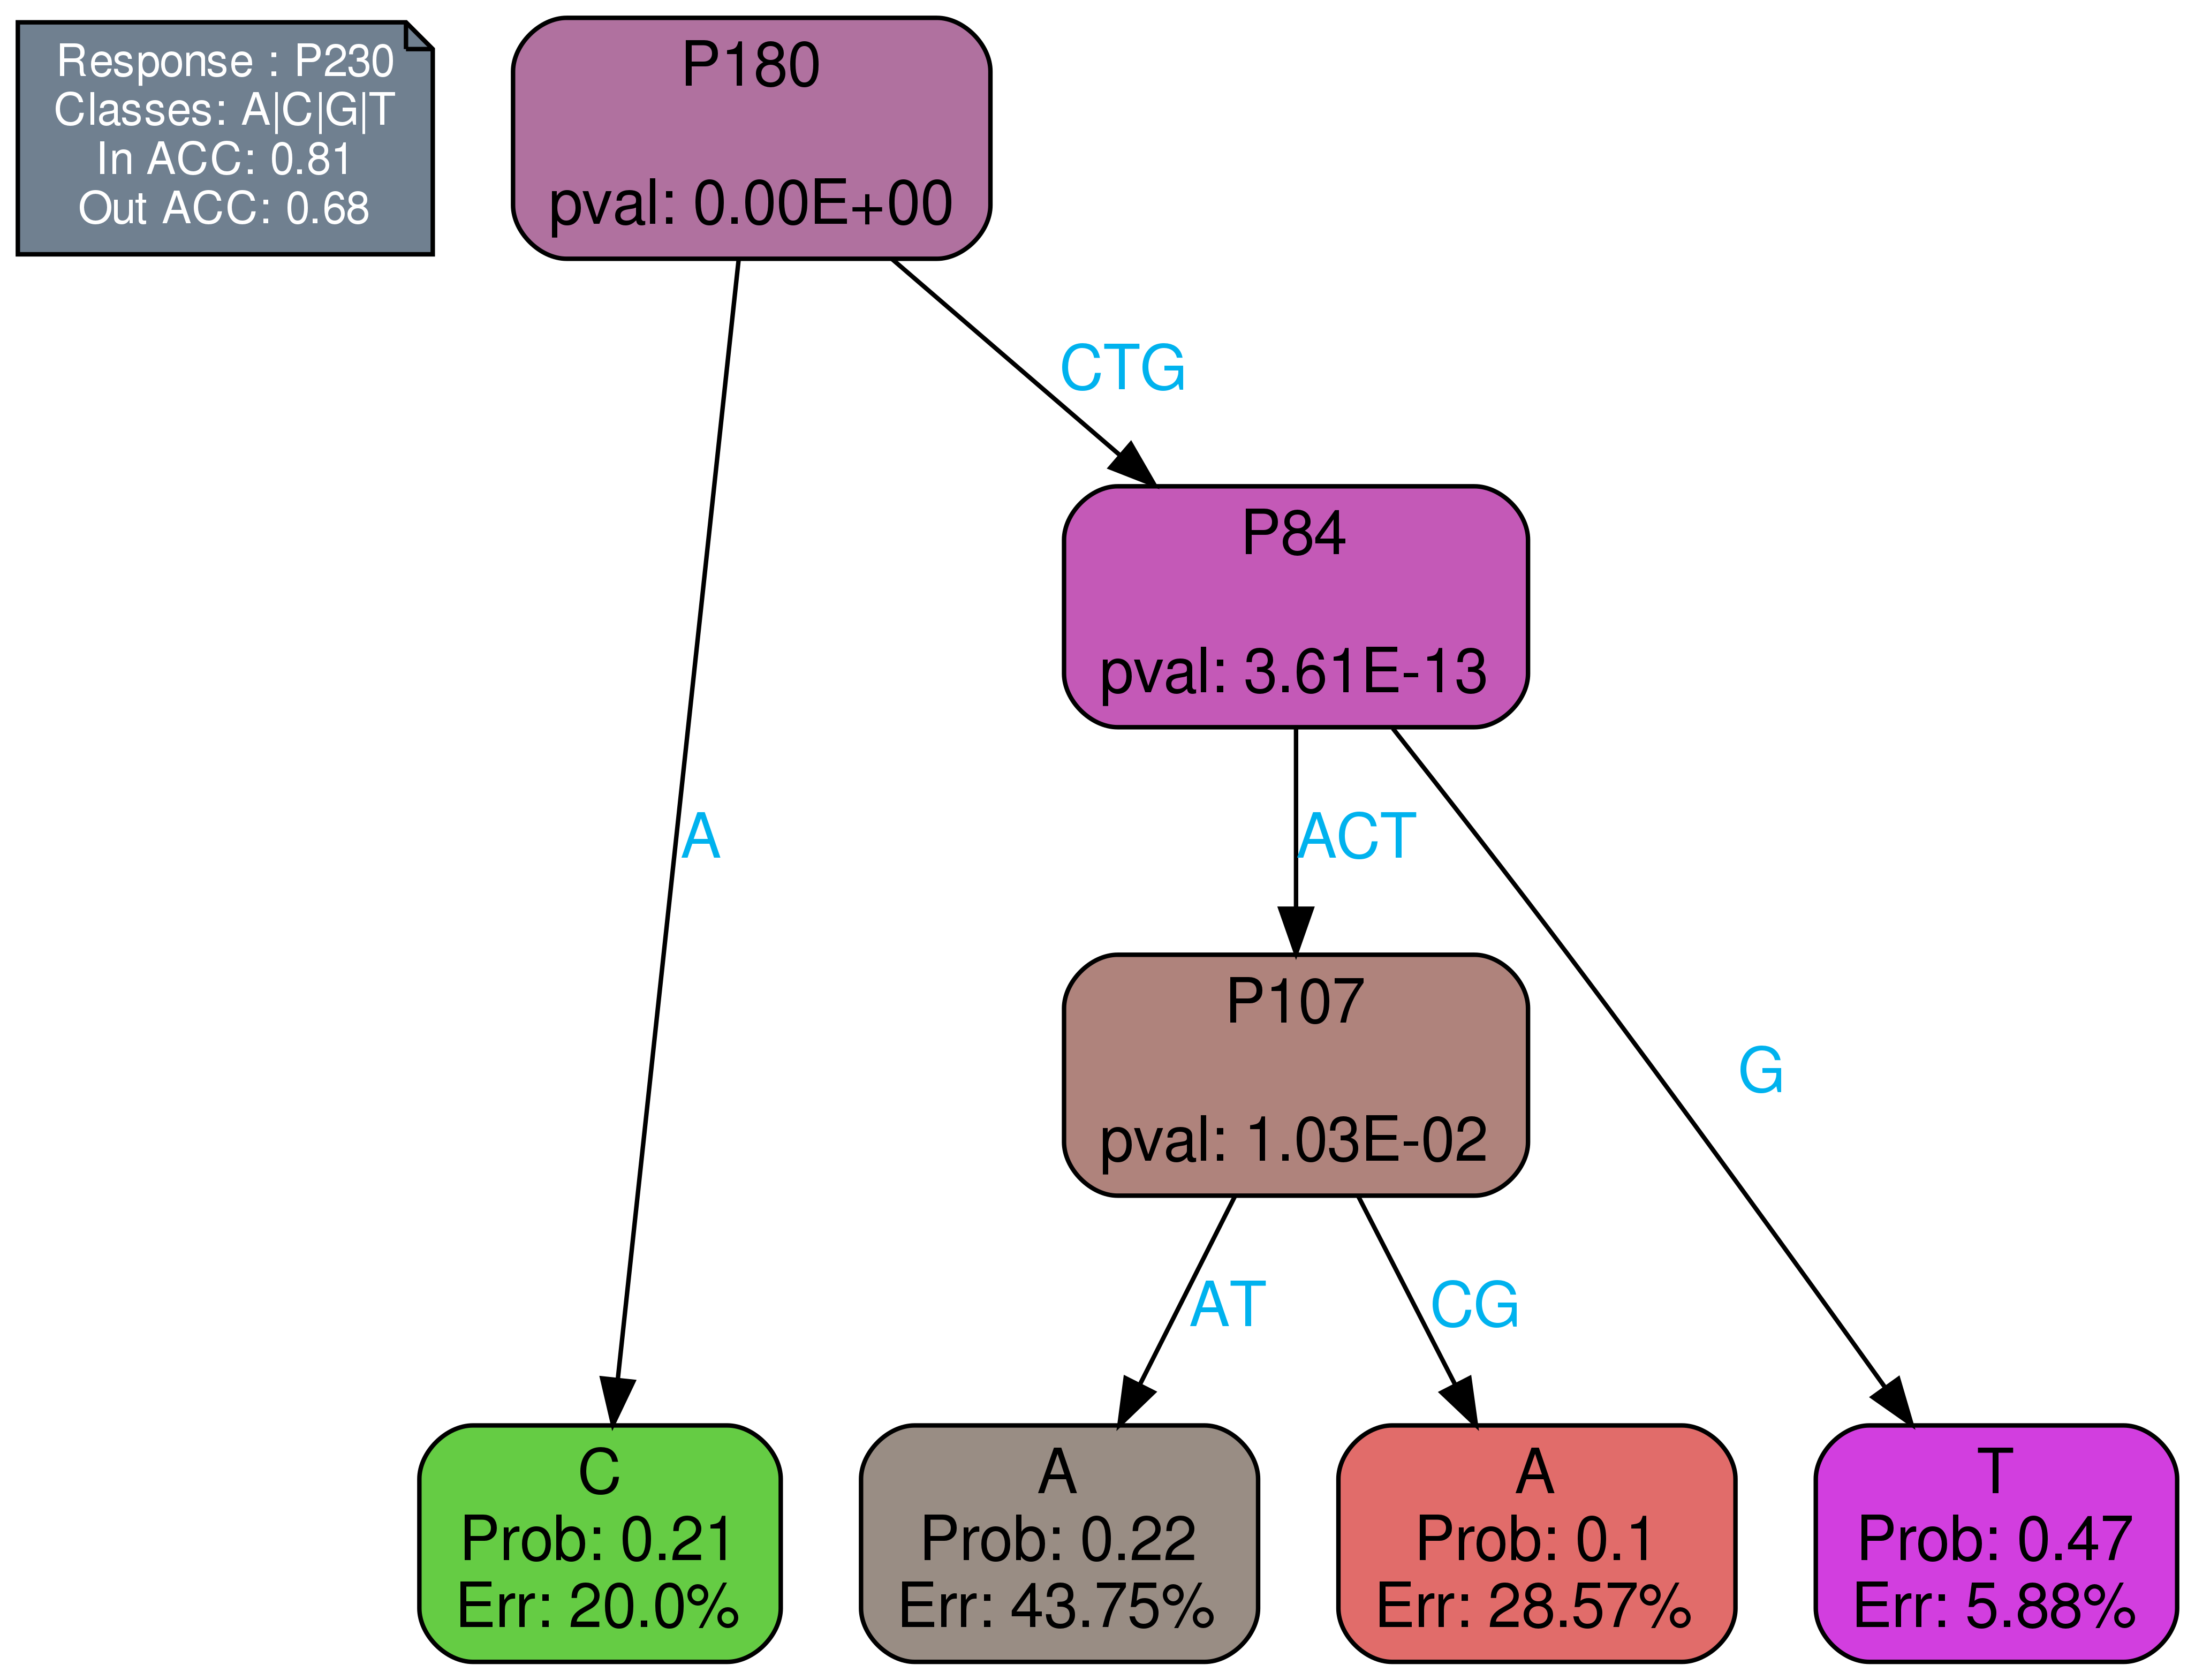 Response : P230
Classes: A|C|G|T
In ACC: 0.81
Out ACC: 0.68
P180
pval: 0.00E+00
CTG
P84
pval: 3.61E-13
A
ACT
P107
pval: 1.03E-02
G
AT
CG
C
Prob: 0.21
Err: 20.0%
A
Prob: 0.22
Err: 43.75%
A
Prob: 0.1
Err: 28.57%
T
Prob: 0.47
Err: 5.88%